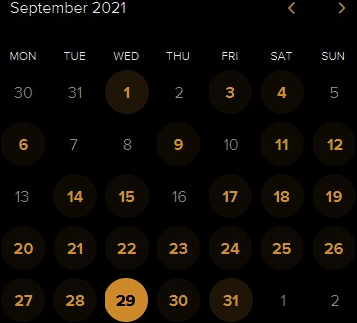 September 2021
MON TUE WED THU FRI SAT SUN
30 31 1 2 3 4 5
6 7 8 9 10 11 12
13 14 15 16 17 18 19
20 21 22 23 24 25 26
27 28 29 30 31 1 2